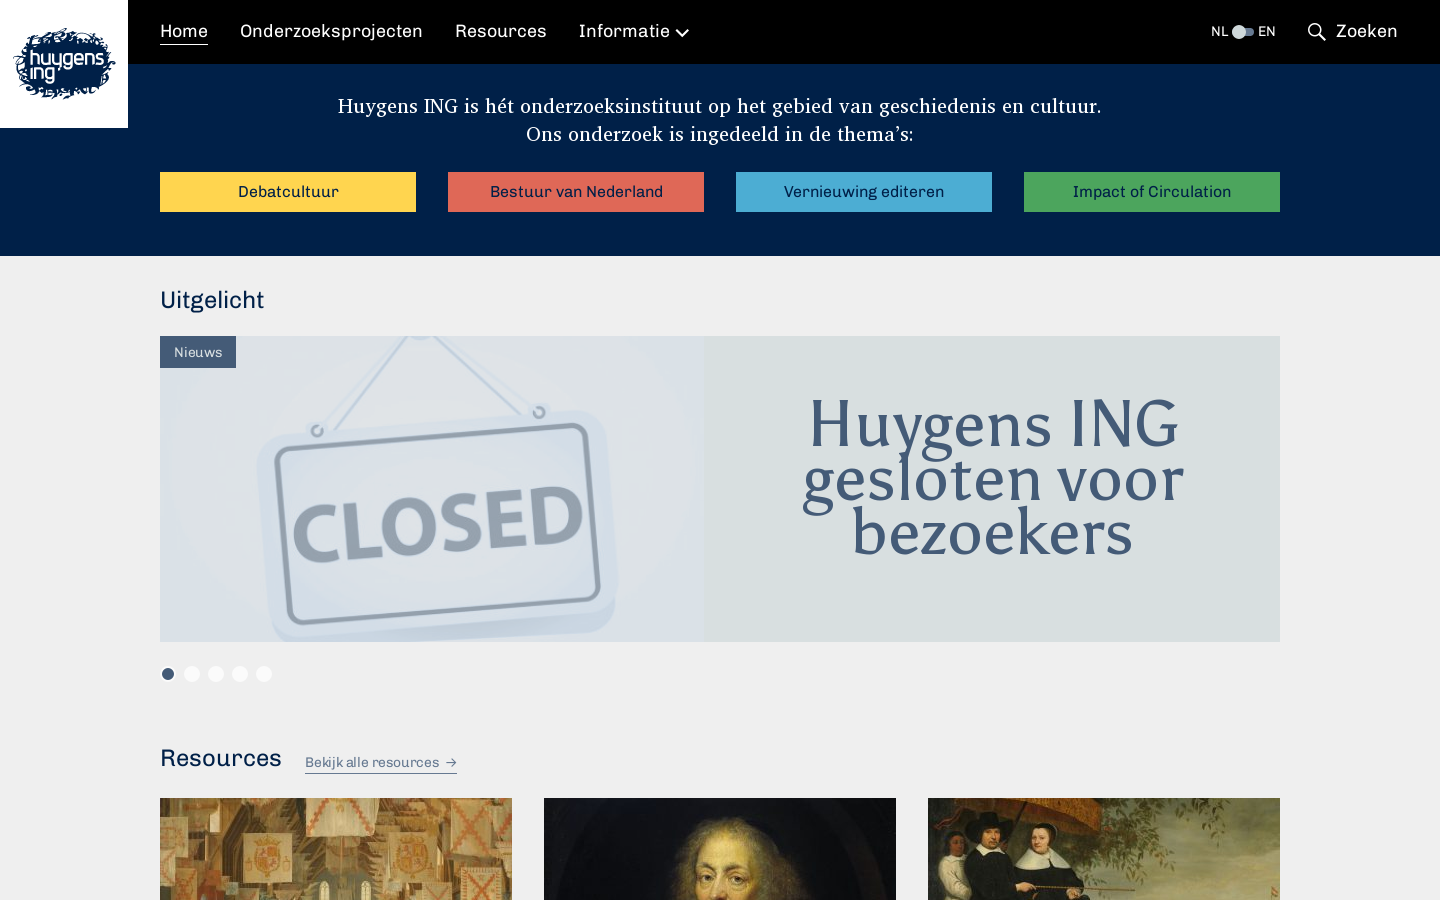 huygens
ing
Home
Onderzoeksprojecten
Resources
Informatie
NL
EN
Zoeken
Huygens ING is hét onderzoeksinstituut op het gebied van geschiedenis en cultuur.
Ons onderzoek is ingedeeld in de thema’s:
Debatcultuur
Bestuur van Nederland
Vernieuwing editeren
Impact of Circulation
Uitgelicht
Nieuws
CLOSED
Huygens ING
gesloten voor
bezoekers
Resources
Bekijk alle resources →